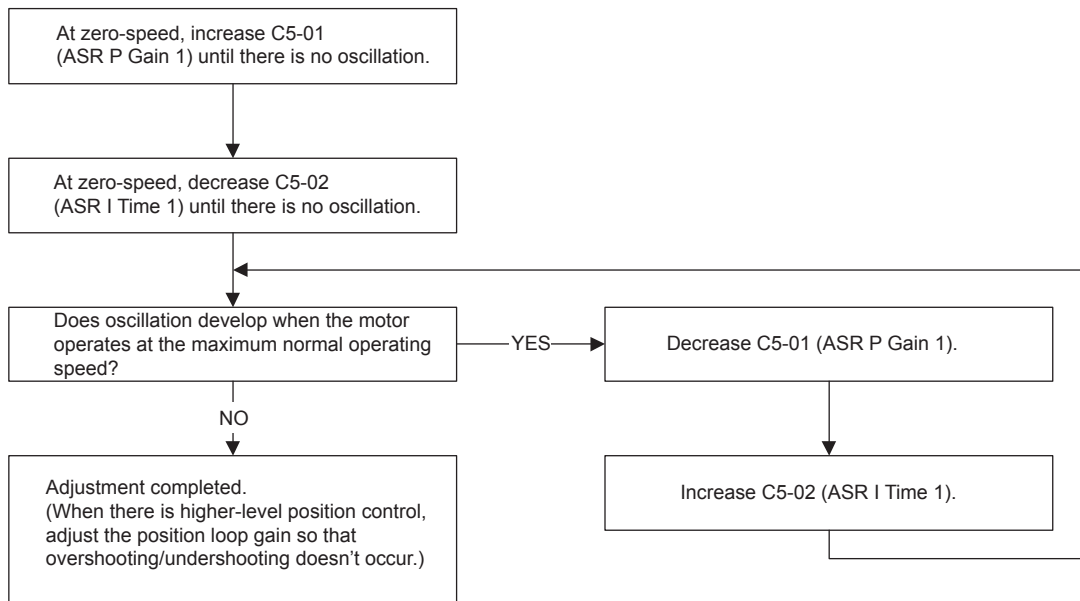 At zero-speed, increase C5-01
(ASR P Gain 1) until there is no oscillation.
At zero-speed, decrease C5-02
(ASR I Time 1) until there is no oscillation.
Does oscillation develop when the motor
operates at the maximum normal operating
speed?
YES
Decrease C5-01 (ASR P Gain 1).
NO
Increase C5-02 (ASR I Time 1).
Adjustment completed.
(When there is higher-level position control,
adjust the position loop gain so that
overshooting/undershooting doesn’t occur.)